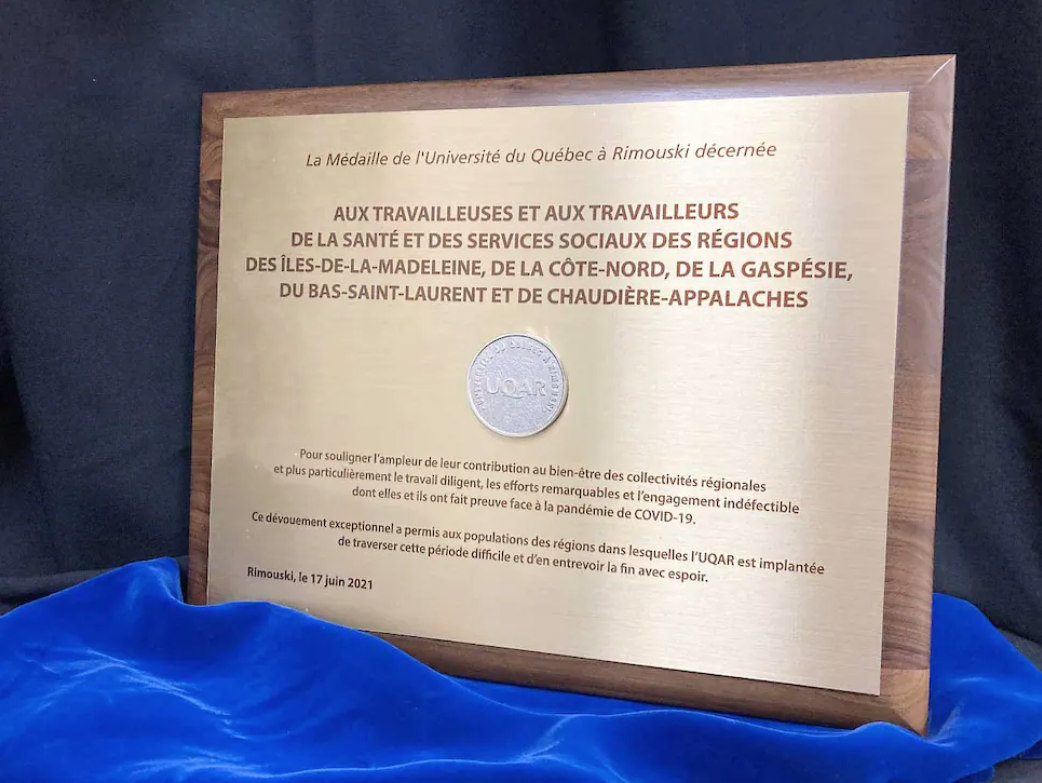 La Médaille de l'Université du Québec à Rimouski décernée
AUX TRAVAILLEUSES ET AUX TRAVAILLEURS
DE LA SANTÉ ET DES SERVICES SOCIAUX DES RÉGIONS
DES ÎLES-DE-LA-MADELEINE, DE LA CÔTE-NORD, DE LA GASPÉSIE,
DU BAS-SAINT-LAURENT ET DE CHAUDIÈRE-APPALACHES
UNIVERSITÉ DU QUÉBEC À RIMOUSKI
UQAR
Pour souligner l'ampleur de leur contribution au bien-être des collectivités régionales
et plus particulièrement le travail diligent, les efforts remarquables et l'engagement indéfectible
dont elles et ils ont fait preuve face à la pandémie de COVID-19.
Ce dévouement exceptionnel a permis aux populations des régions dans lesquelles l'UQAR est implantée
de traverser cette période difficile et d'en entrevoir la fin avec espoir.
Rimouski, le 17 juin 2021